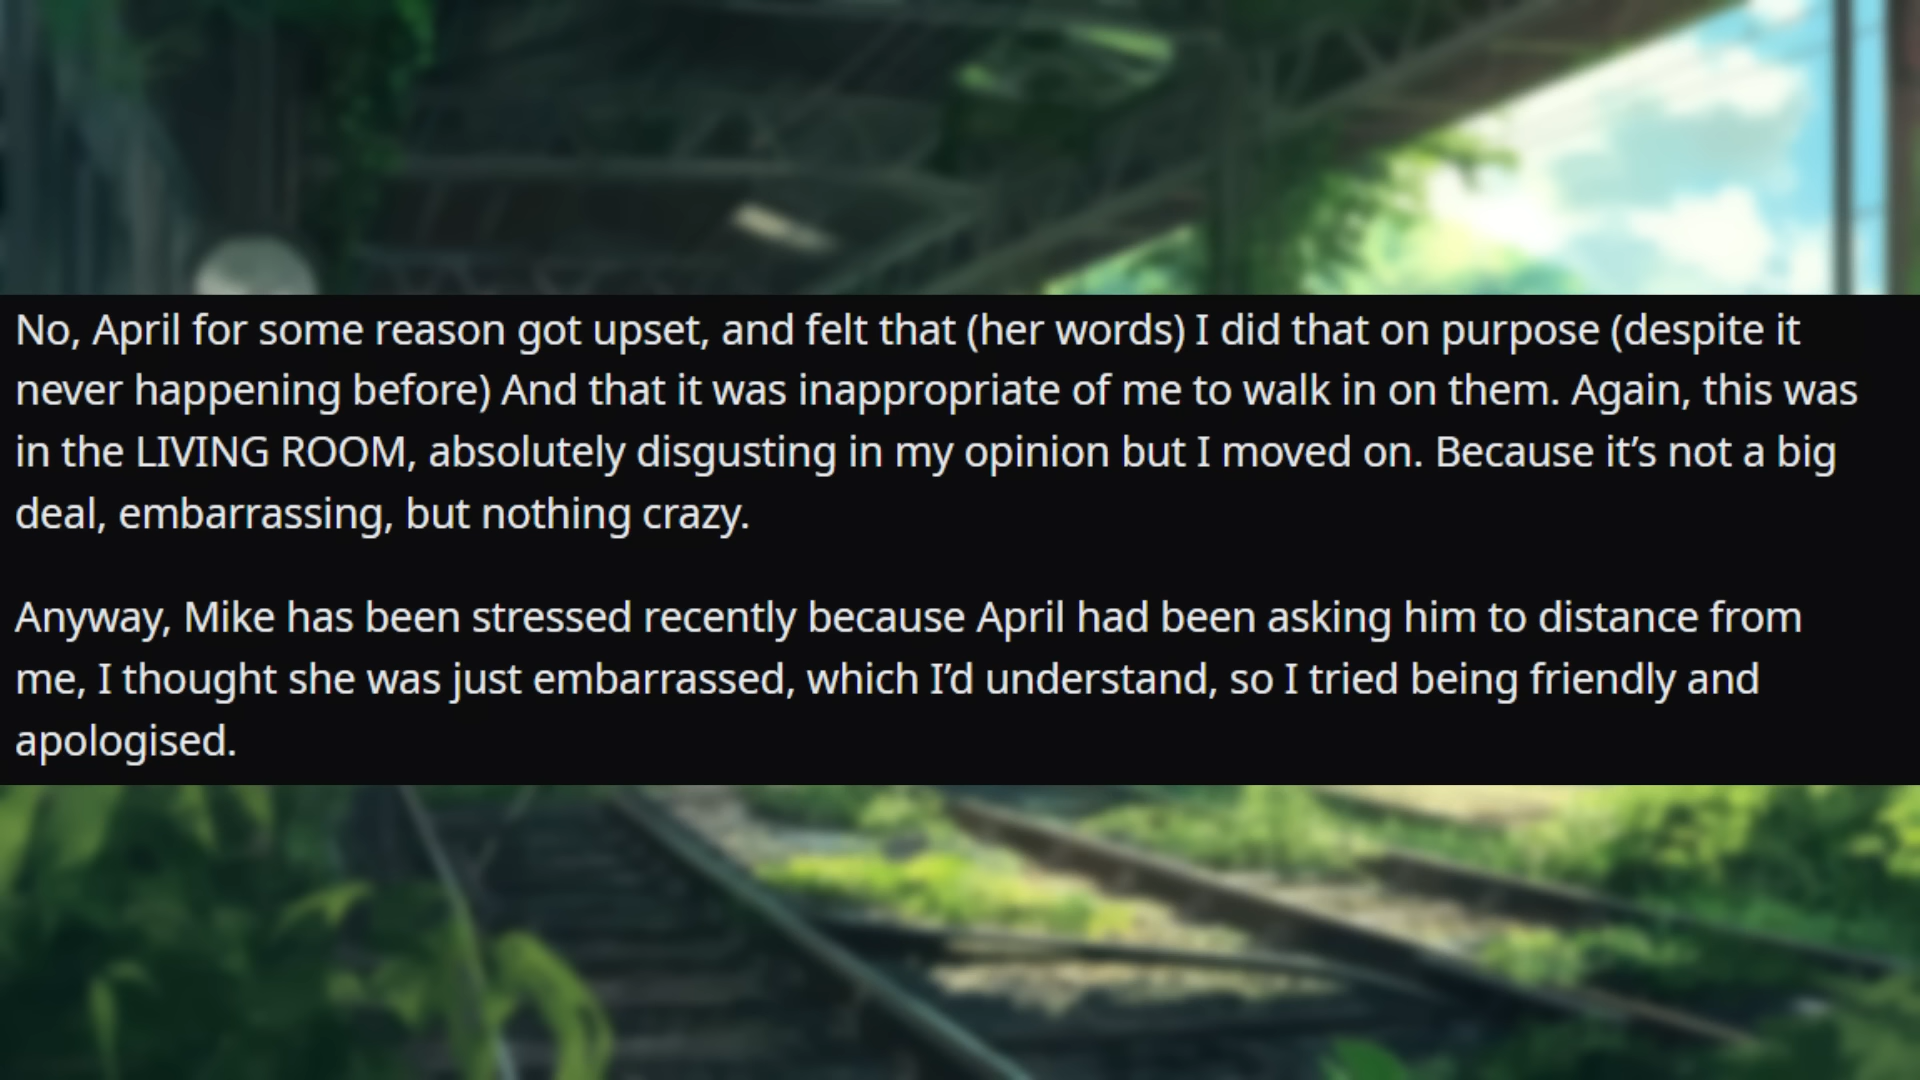 No, April for some reason got upset, and felt that (her words) I did that on purpose (despite it
never happening before) And that it was inappropriate of me to walk in on them. Again, this was
in the LIVING ROOM, absolutely disgusting in my opinion but I moved on. Because it’s not a big
deal, embarrassing, but nothing crazy.
Anyway, Mike has been stressed recently because April had been asking him to distance from
me, I thought she was just embarrassed, which I’d understand, so I tried being friendly and
apologised.